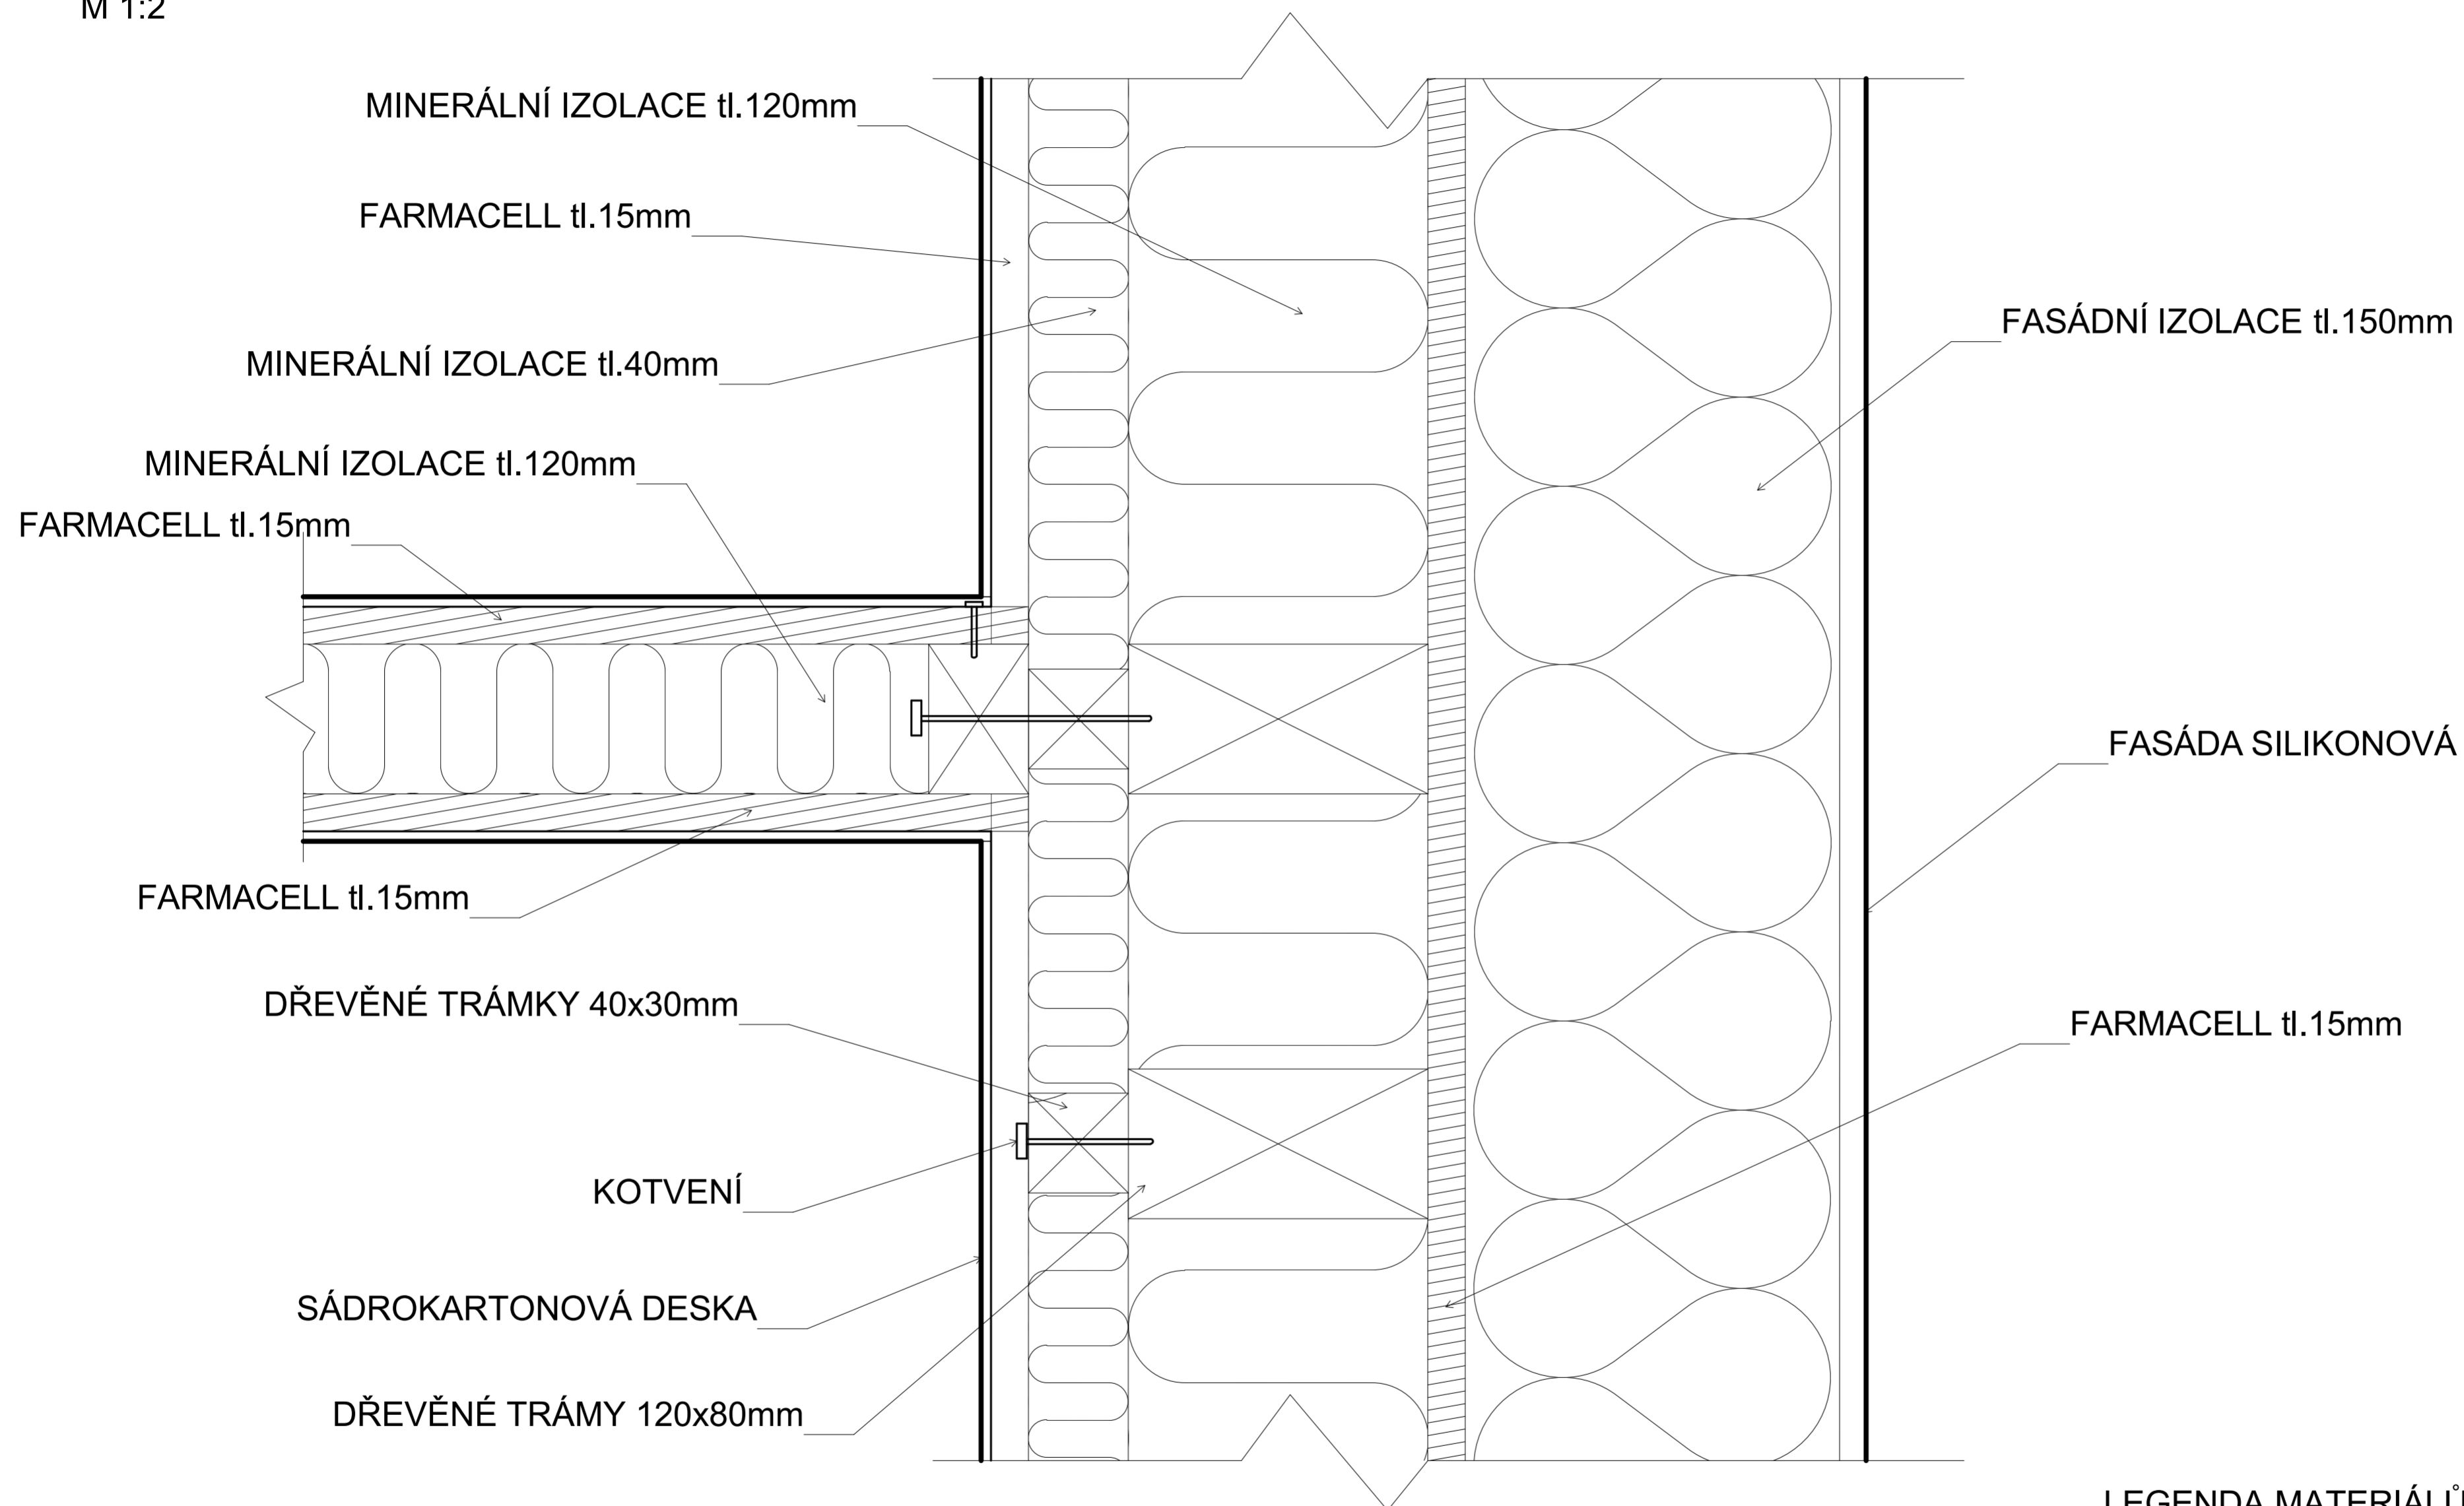 M 1:2
MINERÁLNÍ IZOLACE tl.120mm
FARMACELL tl.15mm
MINERÁLNÍ IZOLACE tl.40mm
MINERÁLNÍ IZOLACE tl.120mm
FARMACELL tl.15mm
FARMACELL tl.15mm
DŘEVĚNÉ TRÁMKY 40x30mm
KOTVENÍ
SÁDROKARTONOVÁ DESKA
DŘEVĚNÉ TRÁMY 120x80mm
FASÁDNÍ IZOLACE tl.150mm
FASÁDA SILIKONOVÁ
FARMACELL tl.15mm
LEGENDA MATERIÁLŮ